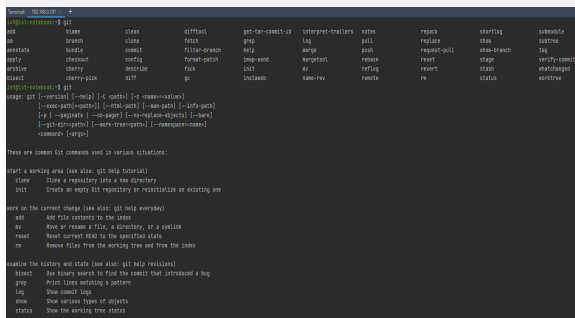 Terminal: 192.168.0.101 × +
ist@ist-notebook:~$ git
add blame clean difftool get-tar-commit-id interpret-trailers notes repack shortlog submodule
am branch clone fetch grep log pull replace show subtree
annotate bundle commit filter-branch help merge push request-pull show-branch tag
apply checkout config format-patch imap-send mergetool rebase reset stage verify-commit
archive cherry describe fsck init mv reflog revert stash whatchanged
bisect cherry-pick diff gc instaweb name-rev remote rm status worktree
ist@ist-notebook:~$ git
usage: git [--version] [--help] [-C <path>] [-c <name>=<value>]
[--exec-path[=<path>]] [--html-path] [--man-path] [--info-path]
[-p | --paginate | --no-pager] [--no-replace-objects] [--bare]
[--git-dir=<path>] [--work-tree=<path>] [--namespace=<name>]
<command> [<args>]
These are common Git commands used in various situations:
start a working area (see also: git help tutorial)
clone Clone a repository into a new directory
init Create an empty Git repository or reinitialize an existing one
work on the current change (see also: git help everyday)
add Add file contents to the index
mv Move or rename a file, a directory, or a symlink
reset Reset current HEAD to the specified state
rm Remove files from the working tree and from the index
examine the history and state (see also: git help revisions)
bisect Use binary search to find the commit that introduced a bug
grep Print lines matching a pattern
log Show commit logs
show Show various types of objects
status Show the working tree status